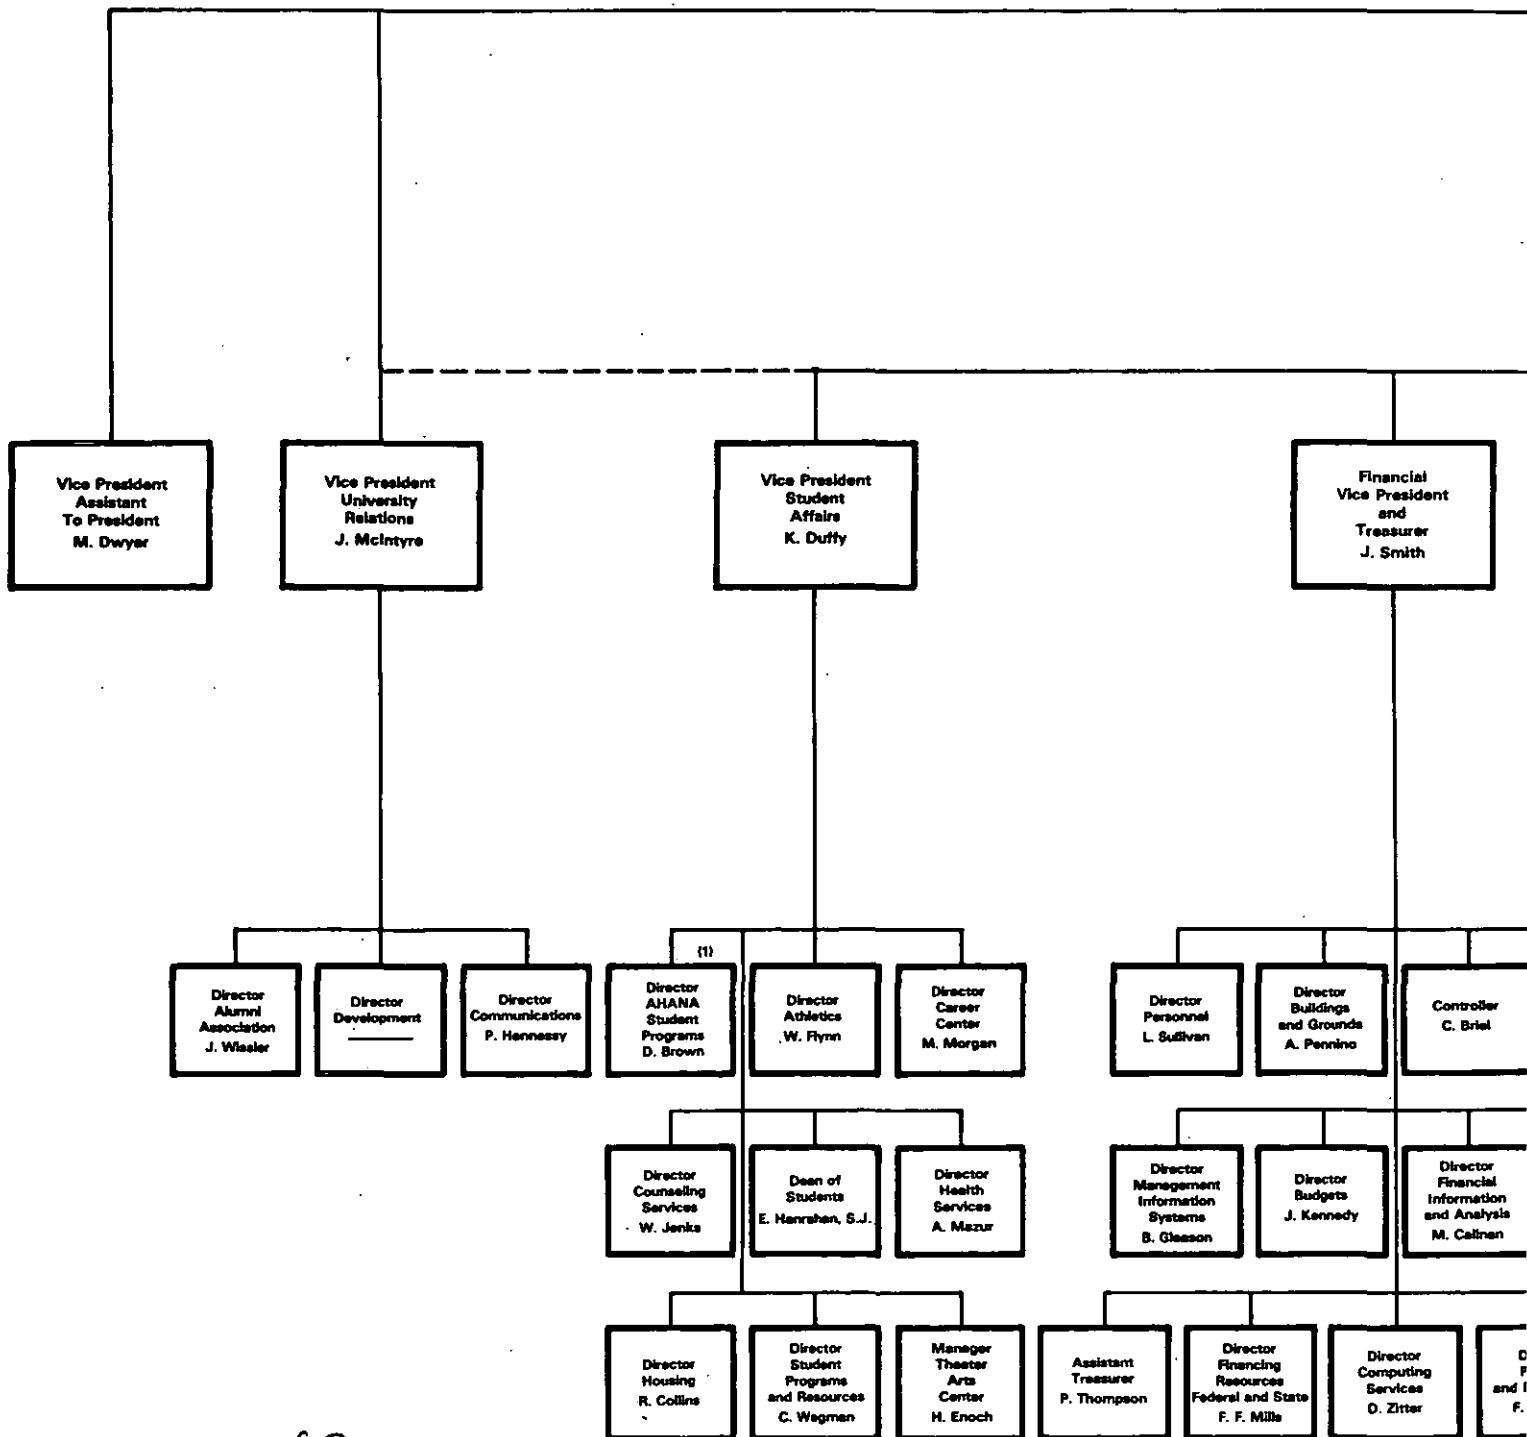 Vice President
Assistant
To President
M. Dwyer
Vice President
University
Relations
J. McIntyre
Vice President
Student
Affairs
K. Duffy
Financial
Vice President
and
Treasurer
J. Smith
Director
Alumni
Association
J. Wissler
Director
Development
Director
Communications
P. Hennessy
(1)
Director
AHANA
Student
Programs
D. Brown
Director
Athletics
W. Flynn
Director
Career
Center
M. Morgan
Director
Personnel
L. Sullivan
Director
Buildings
and Grounds
A. Pennino
Controller
C. Briel
Director
Counseling
Services
W. Jenks
Dean of
Students
E. Hanrahan, S.J.
Director
Health
Services
A. Mazur
Director
Management
Information
Systems
B. Gleason
Director
Budgets
J. Kennedy
Director
Financial
Information
and Analysis
M. Callnan
Director
Housing
R. Collins
Director
Student
Programs
and Resources
C. Wegman
Manager
Theater
Arts
Center
H. Enoch
Assistant
Treasurer
P. Thompson
Director
Financing
Resources
Federal and State
F. F. Mills
Director
Computing
Services
D. Zitter
and
F.